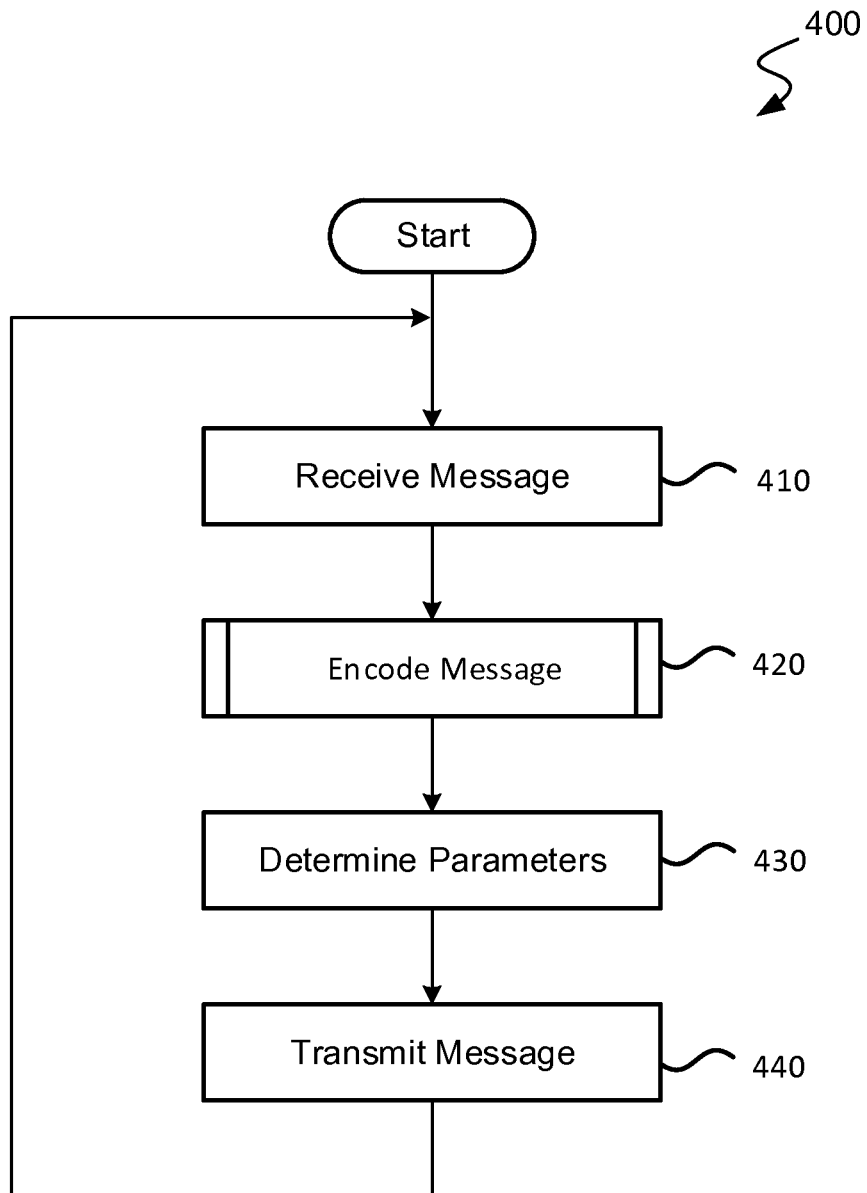 400
Start
Receive Message
410
Encode Message
420
Determine Parameters
430
Transmit Message
440